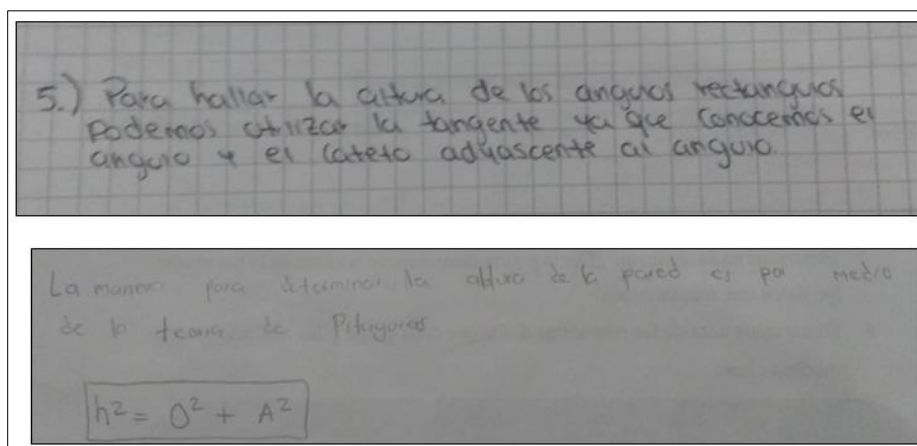 5.) Para hallar la altura de los angulos rectangulos
Podemos utilizar la tangente ya que conocemos el
angulo y el cateto adyascente al angulo.
La manera para determinar la altura de la pared es por medio
de la teoria de Pitagoras
h² = O² + A²